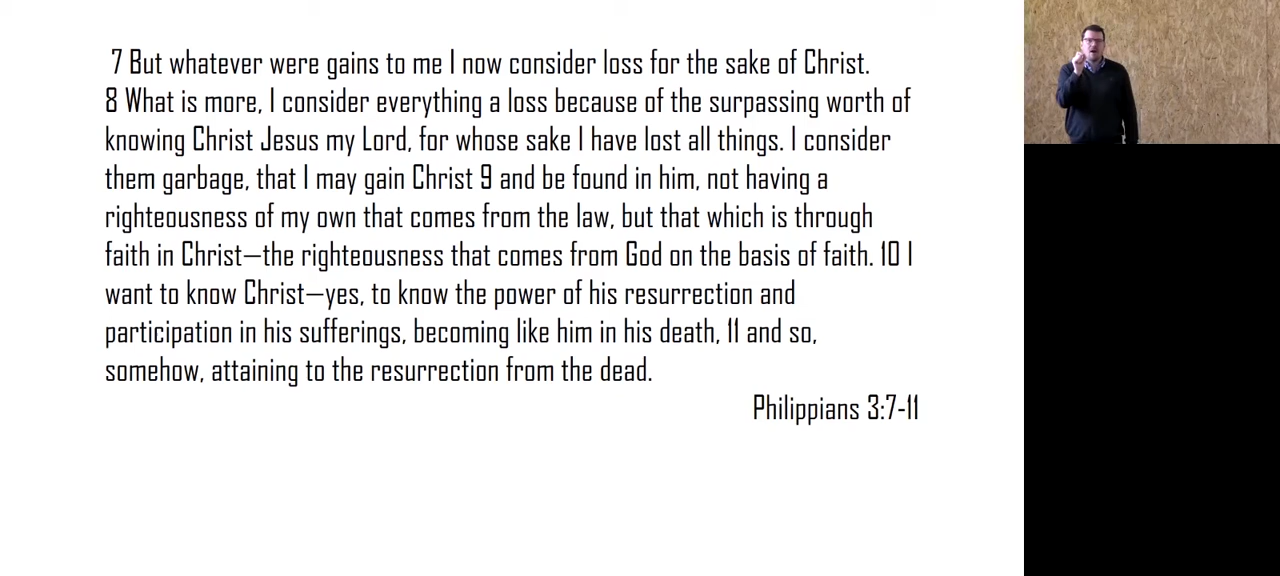 7 But whatever were gains to me I now consider loss for the sake of Christ.
8 What is more, I consider everything a loss because of the surpassing worth of
knowing Christ Jesus my Lord, for whose sake I have lost all things. I consider
them garbage, that I may gain Christ 9 and be found in him, not having a
righteousness of my own that comes from the law, but that which is through
faith in Christ—the righteousness that comes from God on the basis of faith. 10 I
want to know Christ—yes, to know the power of his resurrection and
participation in his sufferings, becoming like him in his death, 11 and so,
somehow, attaining to the resurrection from the dead.
Philippians 3:7-11